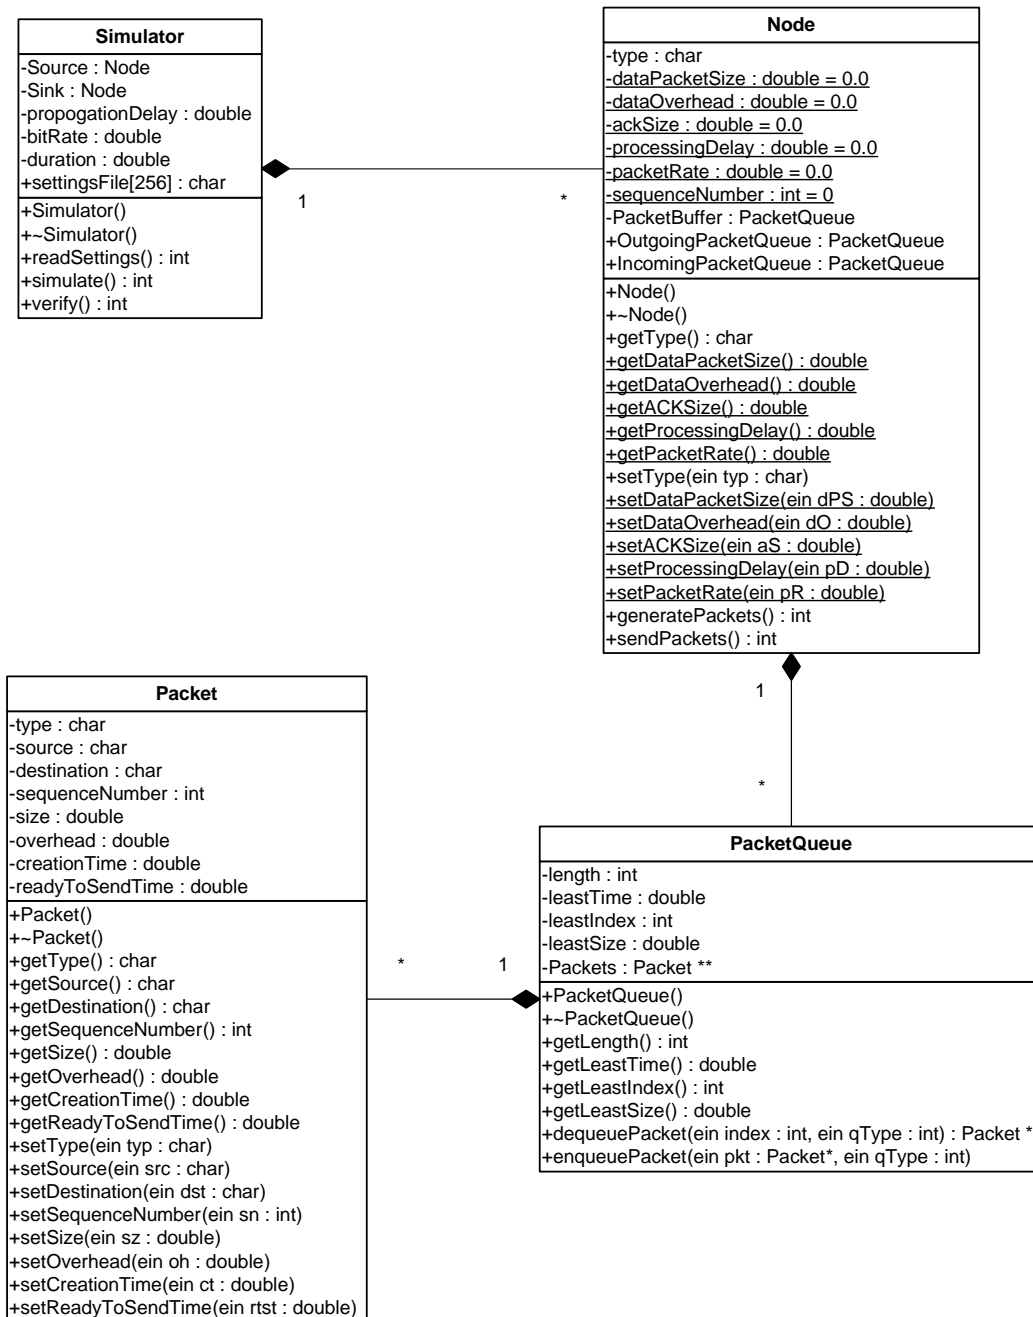 Simulator
-Source : Node
-Sink : Node
-propogationDelay : double
-bitRate : double
-duration : double
+settingsFile[256] : char
+Simulator()
+~Simulator()
+readSettings() : int
+simulate() : int
+verify() : int
1
*
Node
-type : char
-dataPacketSize : double = 0.0
-dataOverhead : double = 0.0
-ackSize : double = 0.0
-processingDelay : double = 0.0
-packetRate : double = 0.0
-sequenceNumber : int = 0
-PacketBuffer : PacketQueue
+OutgoingPacketQueue : PacketQueue
+IncomingPacketQueue : PacketQueue
+Node()
+~Node()
+getType() : char
+getDataPacketSize() : double
+getDataOverhead() : double
+getACKSize() : double
+getProcessingDelay() : double
+getPacketRate() : double
+setType(ein typ : char)
+setDataPacketSize(ein dPS : double)
+setDataOverhead(ein dO : double)
+setACKSize(ein aS : double)
+setProcessingDelay(ein pD : double)
+setPacketRate(ein pR : double)
+generatePackets() : int
+sendPackets() : int
1
*
Packet
-type : char
-source : char
-destination : char
-sequenceNumber : int
-size : double
-overhead : double
-creationTime : double
-readyToSendTime : double
+Packet()
+~Packet()
+getType() : char
+getSource() : char
+getDestination() : char
+getSequenceNumber() : int
+getSize() : double
+getOverhead() : double
+getCreationTime() : double
+getReadyToSendTime() : double
+setType(ein typ : char)
+setSource(ein src : char)
+setDestination(ein dst : char)
+setSequenceNumber(ein sn : int)
+setSize(ein sz : double)
+setOverhead(ein oh : double)
+setCreationTime(ein ct : double)
+setReadyToSendTime(ein rtst : double)
*
1
PacketQueue
-length : int
-leastTime : double
-leastIndex : int
-leastSize : double
-Packets : Packet **
+PacketQueue()
+~PacketQueue()
+getLength() : int
+getLeastTime() : double
+getLeastIndex() : int
+getLeastSize() : double
+dequeuePacket(ein index : int, ein qType : int) : Packet *
+enqueuePacket(ein pkt : Packet*, ein qType : int)